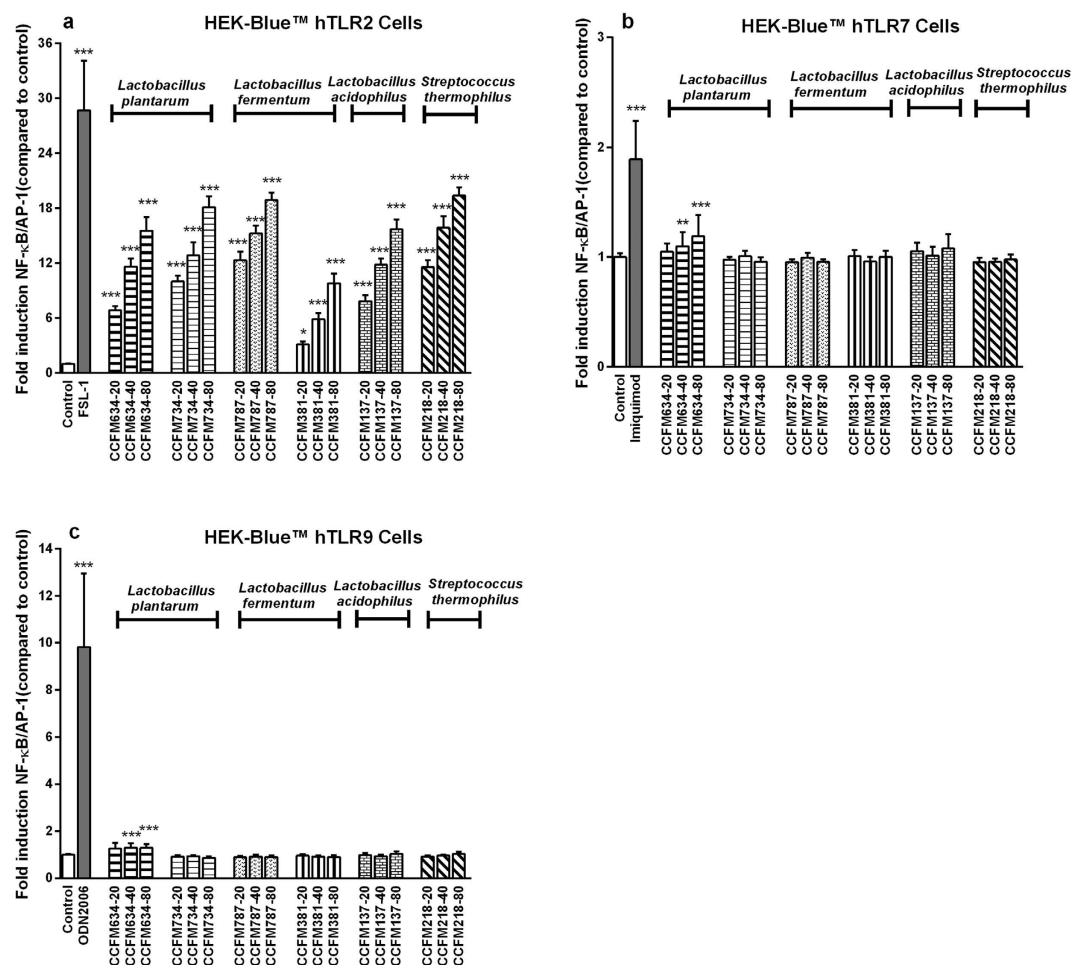 a
HEK-Blue™ hTLR2 Cells
Fold induction NF-κB/AP-1(compared to control)
36
30
24
18
12
6
0
Lactobacillus
plantarum
Lactobacillus
fermentum
Lactobacillus
acidophilus
Streptococcus
thermophilus
***
***
***
***
***
***
***
***
***
***
*
***
***
***
***
***
***
***
***
Control
FSL-1
CCFM634-20
CCFM634-40
CCFM634-80
CCFM734-20
CCFM734-40
CCFM734-80
CCFM787-20
CCFM787-40
CCFM787-80
CCFM381-20
CCFM381-40
CCFM381-80
CCFM137-20
CCFM137-40
CCFM137-80
CCFM218-20
CCFM218-40
CCFM218-80
b
HEK-Blue™ hTLR7 Cells
Fold induction NF-κB/AP-1(compared to control)
3
2
1
0
Lactobacillus
plantarum
Lactobacillus
fermentum
Lactobacillus
acidophilus
Streptococcus
thermophilus
***
**
***
Control
Imiquimod
CCFM634-20
CCFM634-40
CCFM634-80
CCFM734-20
CCFM734-40
CCFM734-80
CCFM787-20
CCFM787-40
CCFM787-80
CCFM381-20
CCFM381-40
CCFM381-80
CCFM137-20
CCFM137-40
CCFM137-80
CCFM218-20
CCFM218-40
CCFM218-80
c
HEK-Blue™ hTLR9 Cells
Fold induction NF-κB/AP-1(compared to control)
14
12
10
8
6
4
2
0
Lactobacillus
plantarum
Lactobacillus
fermentum
Lactobacillus
acidophilus
Streptococcus
thermophilus
***
***
***
Control
ODN2006
CCFM634-20
CCFM634-40
CCFM634-80
CCFM734-20
CCFM734-40
CCFM734-80
CCFM787-20
CCFM787-40
CCFM787-80
CCFM381-20
CCFM381-40
CCFM381-80
CCFM137-20
CCFM137-40
CCFM137-80
CCFM218-20
CCFM218-40
CCFM218-80